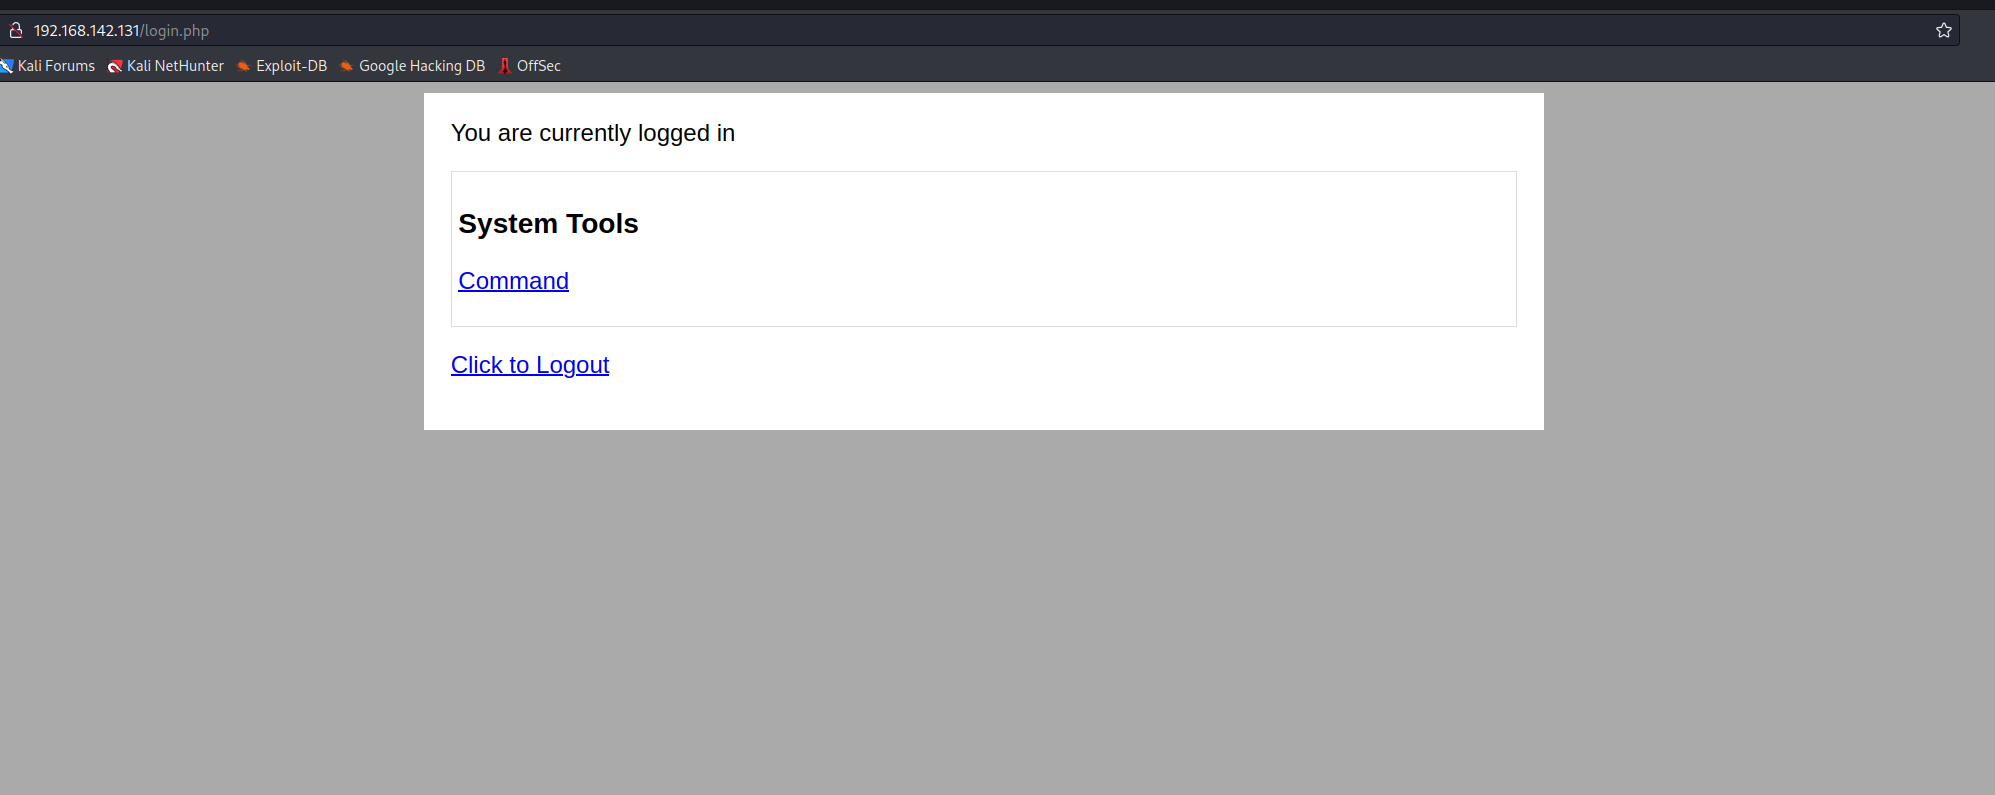 192.168.142.131/login.php
Kali Forums Kali NetHunter Exploit-DB Google Hacking DB OffSec
You are currently logged in
System Tools
Command
Click to Logout